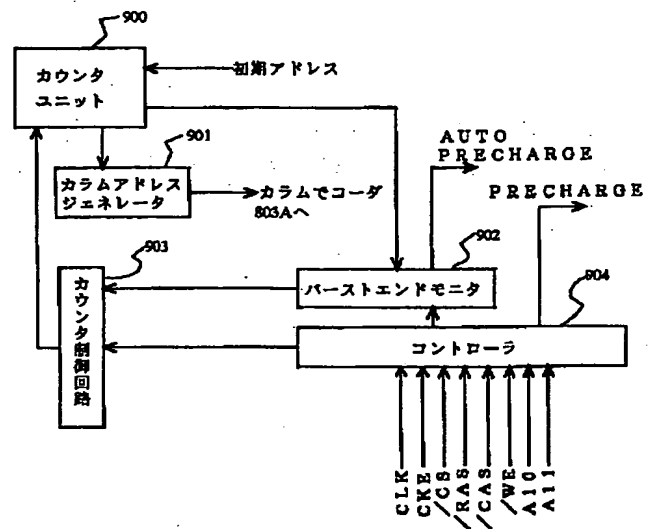 900
カウンタ
ユニット
初期アドレス
901
カラムアドレス
ジェネレータ
カラムでコーダ
803Aへ
AUTO
PRECHARGE
PRECHARGE
902
バーストエンドモニタ
903
カウンタ制御回路
904
コントローラ
CLK
CKE
/CS
/RAS
/CAS
/WE
A10
A11